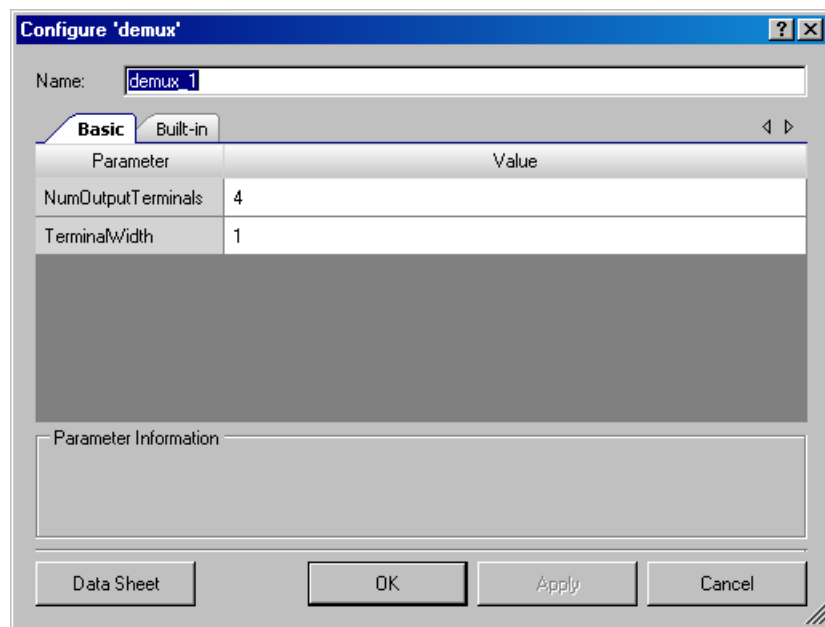 Configure 'demux'
Name: demux_1
Basic Built-in
Parameter Value
NumOutputTerminals 4
TerminalWidth 1
Parameter Information
Data Sheet OK Apply Cancel